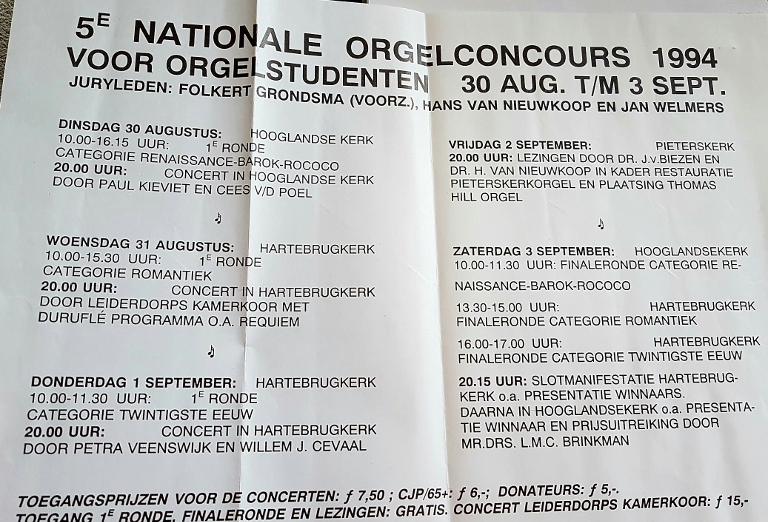 5E NATIONALE ORGELCONCOURS 1994
VOOR ORGELSTUDENTEN 30 AUG. T/M 3 SEPT.
JURYLEDEN: FOLKERT GRONDSMA (VOORZ.), HANS VAN NIEUWKOOP EN JAN WELMERS
DINSDAG 30 AUGUSTUS: HOOGLANDSE KERK
10.00-16.15 UUR: 1E RONDE
CATEGORIE RENAISSANCE-BAROK-ROCOCO
20.00 UUR: CONCERT IN HOOGLANDSE KERK
DOOR PAUL KIEVIET EN CEES V/D POEL
WOENSDAG 31 AUGUSTUS: HARTEBRUGKERK
10.00-15.30 UUR: 1E RONDE
CATEGORIE ROMANTIEK
20.00 UUR: CONCERT IN HARTEBRUGKERK
DOOR LEIDERDORPS KAMERKOOR MET
DURUFLÉ PROGRAMMA O.A. REQUIEM
DONDERDAG 1 SEPTEMBER: HARTEBRUGKERK
10.00-11.30 UUR: 1E RONDE
CATEGORIE TWINTIGSTE EEUW
20.00 UUR: CONCERT IN HARTEBRUGKERK
DOOR PETRA VEENSWIJK EN WILLEM J. CEVAAL
VRIJDAG 2 SEPTEMBER: PIETERSKERK
20.00 UUR: LEZINGEN DOOR DR. J.v.BIEZEN EN
DR. H. VAN NIEUWKOOP IN KADER RESTAURATIE
PIETERSKERKORGEL EN PLAATSING THOMAS
HILL ORGEL
ZATERDAG 3 SEPTEMBER: HOOGLANDSEKERK
10.00-11.30 UUR: FINALERONDE CATEGORIE RE-
NAISSANCE-BAROK-ROCOCO
13.30-15.00 UUR: HARTEBRUGKERK
FINALERONDE CATEGORIE ROMANTIEK
16.00-17.00 UUR: HARTEBRUGKERK
FINALERONDE CATEGORIE TWINTIGSTE EEUW
20.15 UUR: SLOTMANIFESTATIE HARTEBRUG-
KERK o.a. PRESENTATIE WINNAARS.
DAARNA IN HOOGLANDSEKERK o.a. PRESENTA-
TIE WINNAAR EN PRIJSUITREIKING DOOR
MR.DRS. L.M.C. BRINKMAN
TOEGANGSPRIJZEN VOOR DE CONCERTEN: ƒ 7,50 ; CJP/65+: ƒ 6,-; DONATEURS: ƒ 5,-.
TOEGANG 1E RONDE, FINALERONDE EN LEZINGEN: GRATIS. CONCERT LEIDERDORPS KAMERKOOR: ƒ 15,-